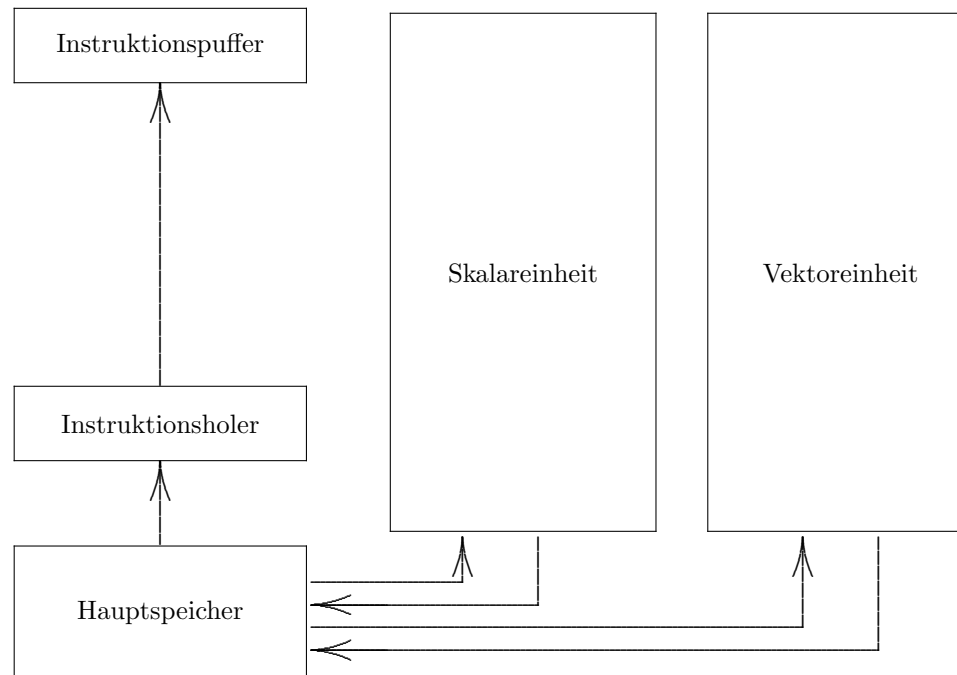 Instruktionspuffer
Skalareinheit
Vektoreinheit
Instruktionsholer
Hauptspeicher